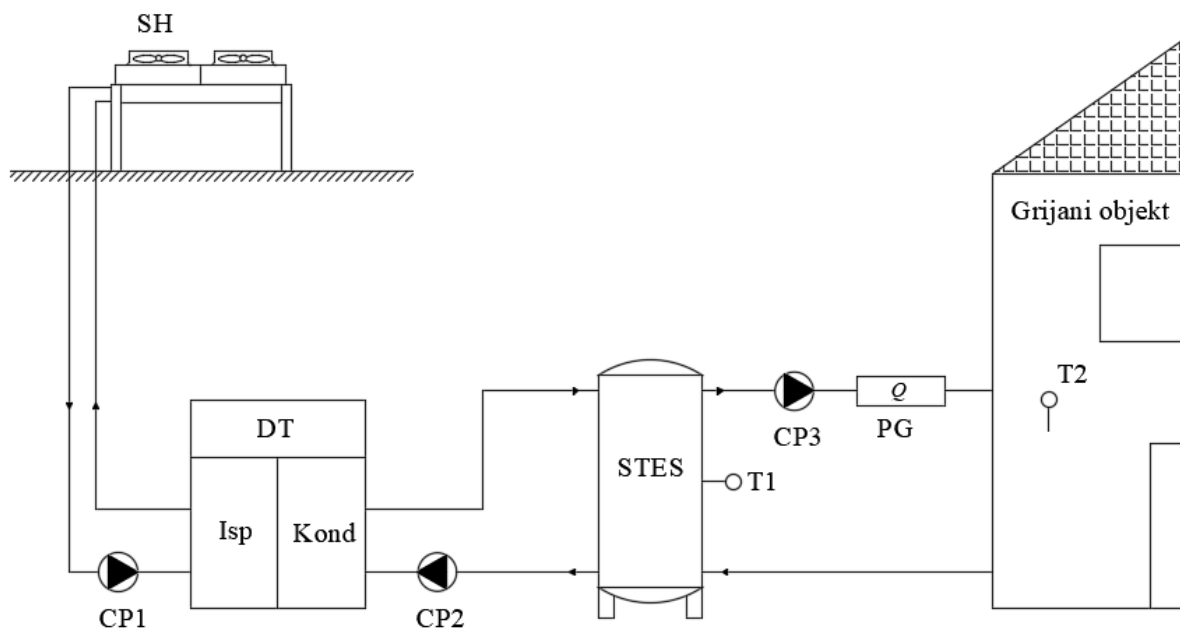 SH
Grijani objekt
T2
Q
CP3
PG
DT
STES
T1
Isp
Kond
CP1
CP2